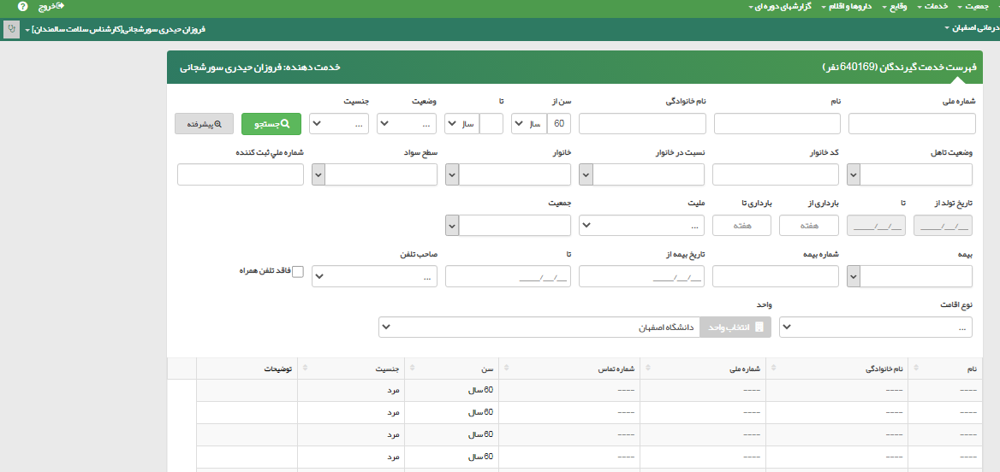 جمعیت خدمات وقایع داروها و اقلام گزارشهای دوره ای خروج
درمانی اصفهان فروزان حیدری سورشجانی[کارشناس سلامت سالمندان]
فهرست خدمت گیرندگان (640169 نفر) خدمت دهنده: فروزان حیدری سورشجانی
شماره ملی نام نام خانوادگی سن از تا وضعیت جنسیت
60 سال سال ... ... جستجو پیشرفته
وضعیت تاهل کد خانوار نسبت در خانوار خانوار سطح سواد شماره ملي ثبت کننده
تاریخ تولد از تا بارداری از بارداری تا ملیت جمعیت
__/__/____ __/__/____ هفته هفته ...
بیمه شماره بیمه تاریخ بیمه از تا صاحب تلفن
__/__/____ __/__/____ ... فاقد تلفن همراه
نوع اقامت واحد
... انتخاب واحد دانشگاه اصفهان
نام نام خانوادگی شماره ملی شماره تماس سن جنسیت توضیحات
---- ---- ---- ---- 60 سال مرد
---- ---- ---- ---- 60 سال مرد
---- ---- ---- ---- 60 سال مرد
---- ---- ---- ---- 60 سال مرد